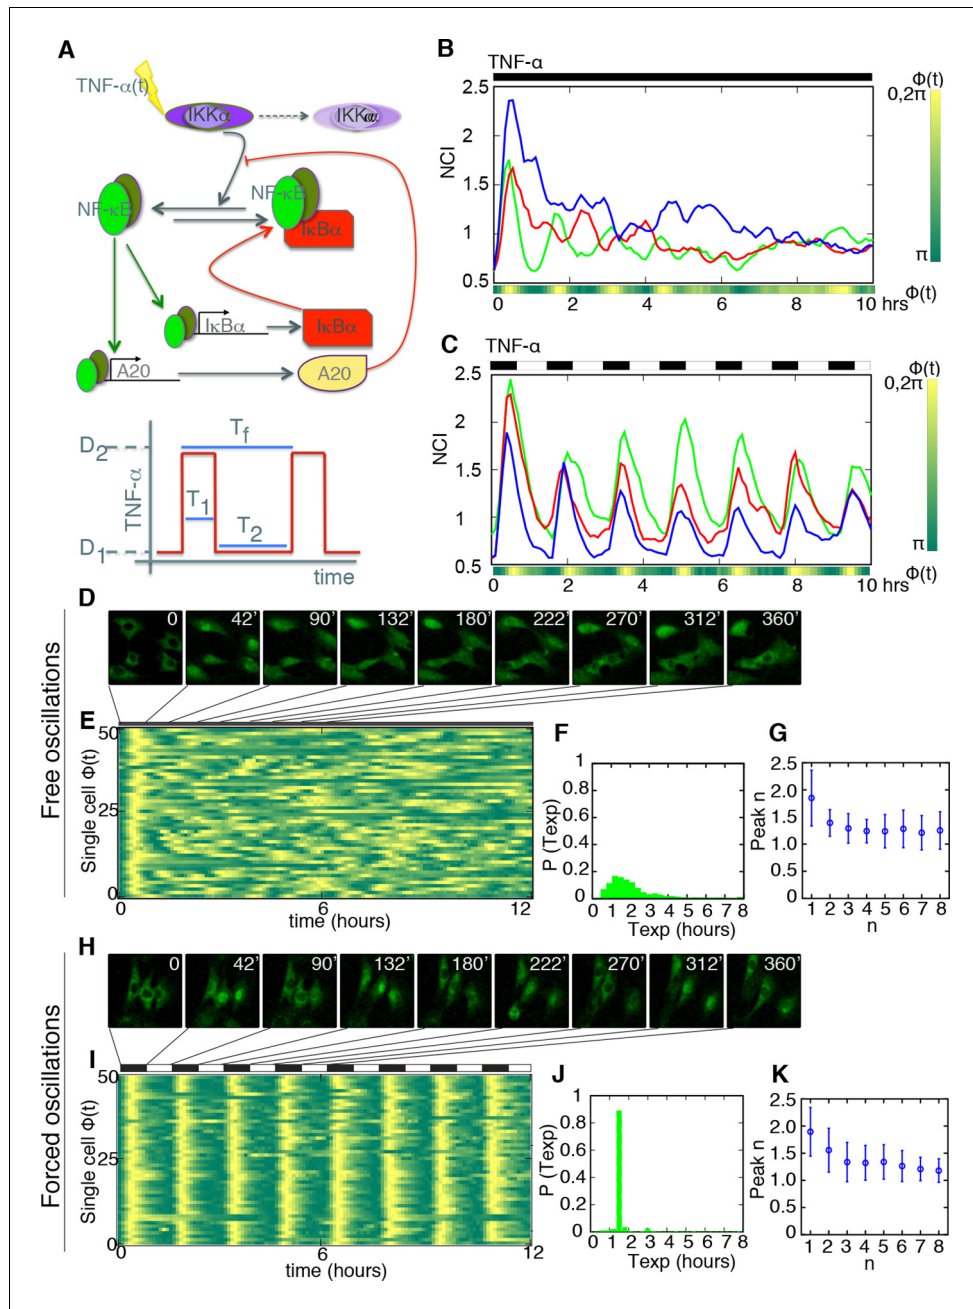 A
TNF-α(t)
IKKα
IKKα
NF-κB
NF-κB
IκBα
IκBα
IκBα
A20
A20
D2
Tf
TNF-α
T1
T2
D1
time
B
TNF-α
Φ(t)
2.5
0,2π
2
NCI
1.5
1
π
0.5
0 2 4 6 8 10 hrs
Φ(t)
C
TNF-α
Φ(t)
2.5
0,2π
2
NCI
1.5
1
π
0.5
0 2 4 6 8 10 hrs
Φ(t)
Free oscillations
D
0 42’ 90’ 132’ 180’ 222’ 270’ 312’ 360’
E
Single cell Φ(t)
50
25
0
0 6 12
time (hours)
F
P (Texp)
1
0.8
0.6
0.4
0.2
0
0 1 2 3 4 5 6 7 8
Texp (hours)
G
Peak n
2.5
2.0
1.5
1.0
0.5
0
1 2 3 4 5 6 7 8
n
Forced oscillations
H
0 42’ 90’ 132’ 180’ 222’ 270’ 312’ 360’
I
Single cell Φ(t)
50
25
0
0 6 12
time (hours)
J
P (Texp)
1
0.8
0.6
0.4
0.2
0
0 1 2 3 4 5 6 7 8
Texp (hours)
K
Peak n
2.5
2.0
1.5
1.0
0.5
0
1 2 3 4 5 6 7 8
n